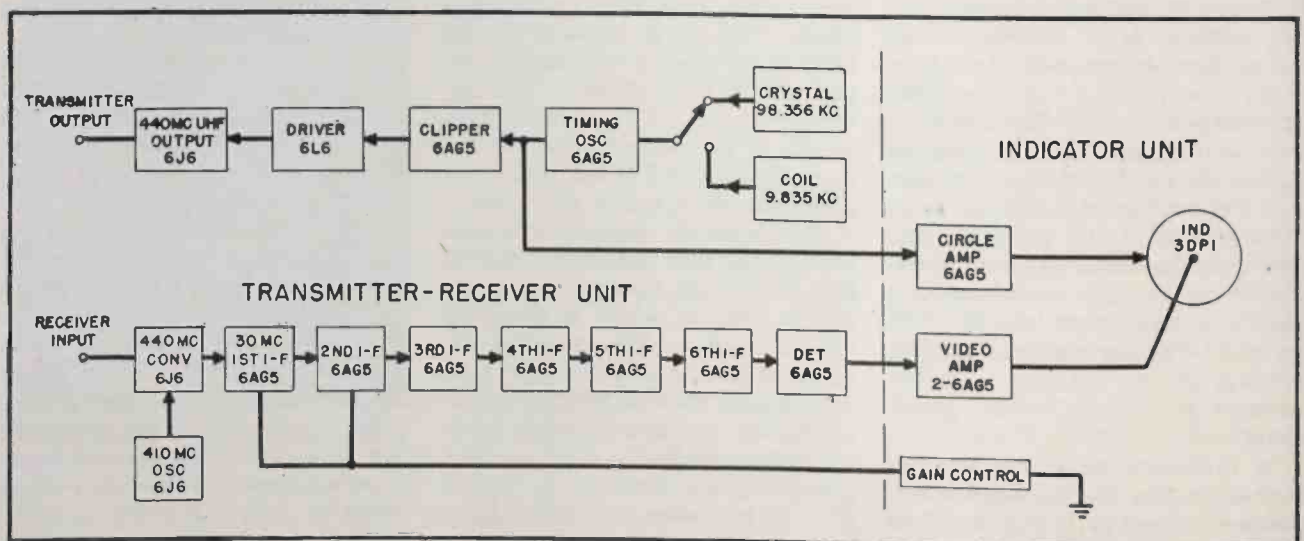 TRANSMITTER
OUTPUT
440MC UHF
OUTPUT
6J6
DRIVER
6L6
CLIPPER
6AG5
TIMING
OSC
6AG5
CRYSTAL
98.356 KC
COIL
9.835 KC
INDICATOR UNIT
CIRCLE
AMP
6AG5
IND
3DP1
TRANSMITTER-RECEIVER UNIT
RECEIVER
INPUT
440MC
CONV
6J6
30 MC
1ST I-F
6AG5
2ND I-F
6AG5
3RD I-F
6AG5
4TH I-F
6AG5
5TH I-F
6AG5
6TH I-F
6AG5
DET
6AG5
VIDEO
AMP
2-6AG5
410 MC
OSC
6J6
GAIN CONTROL